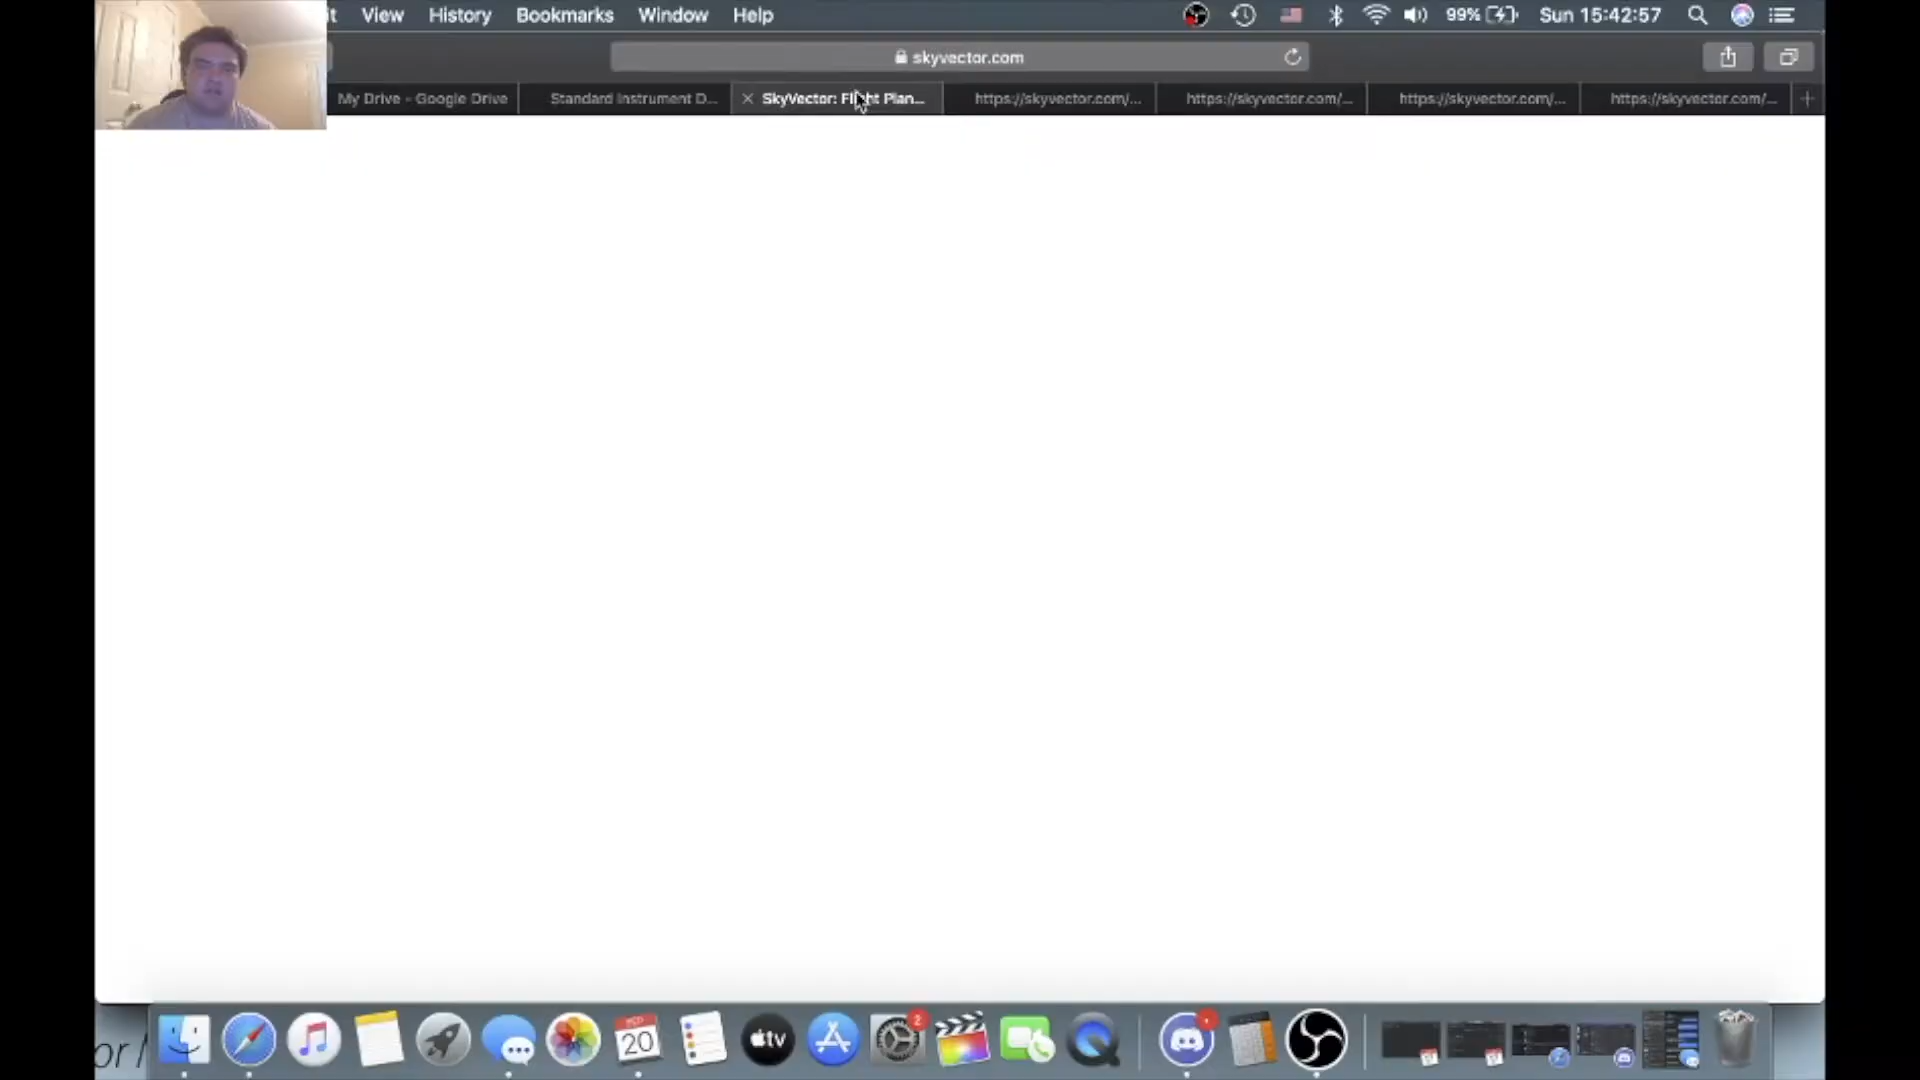 View History Bookmarks Window Help 99% Sun 15:42:57
skyvector.com
My Drive - Google Drive Standard Instrument D... SkyVector: Flight Plan... https://skyvector.com/... https://skyvector.com/... https://skyvector.com/... https://skyvector.com/...
20 tv 2
or